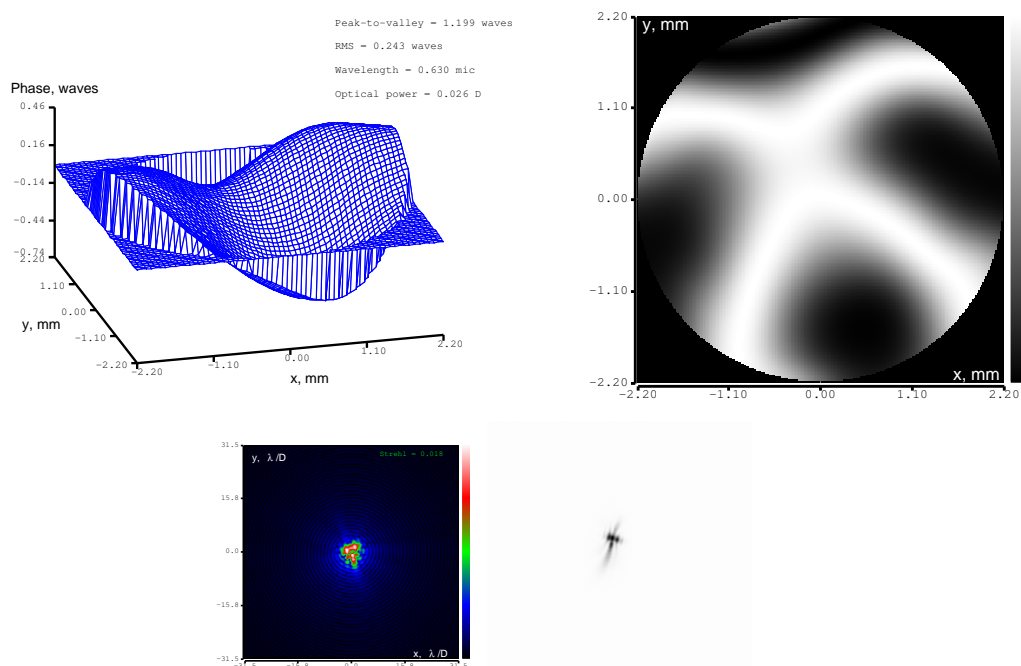 Peak-to-valley = 1.199 waves
RMS = 0.243 waves
Wavelength = 0.630 mic
Optical power = 0.026 D
Phase, waves
0.46
0.16
-0.14
-0.44
-0.74
2.20
1.10
0.00
-1.10
-2.20
y, mm
-2.20
-1.10
0.00
1.10
2.20
x, mm
2.20
1.10
0.00
-1.10
-2.20
y, mm
x, mm
-2.20
-1.10
0.00
1.10
2.20
31.5
15.8
0.0
-15.8
-31.5
y, λ/D
Strehl = 0.018
x, λ/D